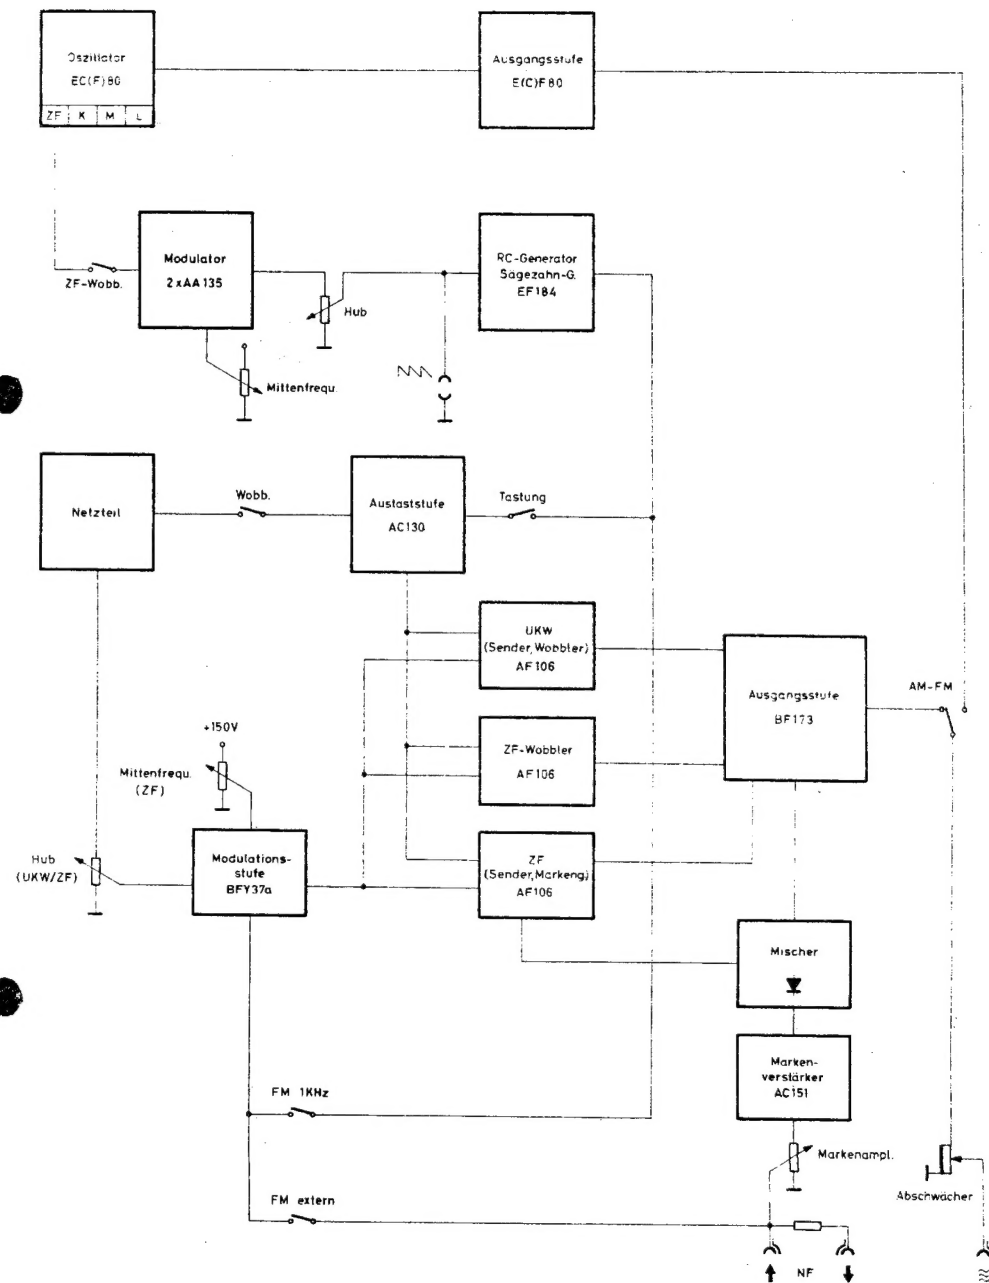 Oszillator
EC(F)80
ZF K M L
Ausgangsstufe
E(C)F80
Modulator
2xAA135
ZF-Wobb.
Hub
Mittenfrequ.
RC-Generator
Sägezahn-G.
EF184
Netzteil
Wobb.
Austaststufe
AC130
Tastung
UKW
(Sender,Wobbler)
AF106
ZF-Wobbler
AF106
ZF
(Sender,Markeng)
AF106
Ausgangsstufe
BF173
AM-FM
+150V
Mittenfrequ.
(ZF)
Hub
(UKW/ZF)
Modulations-
stufe
BFY37a
Mischer
Marken-
verstärker
AC151
Markenampl.
Abschwächer
FM 1KHz
FM extern
NF